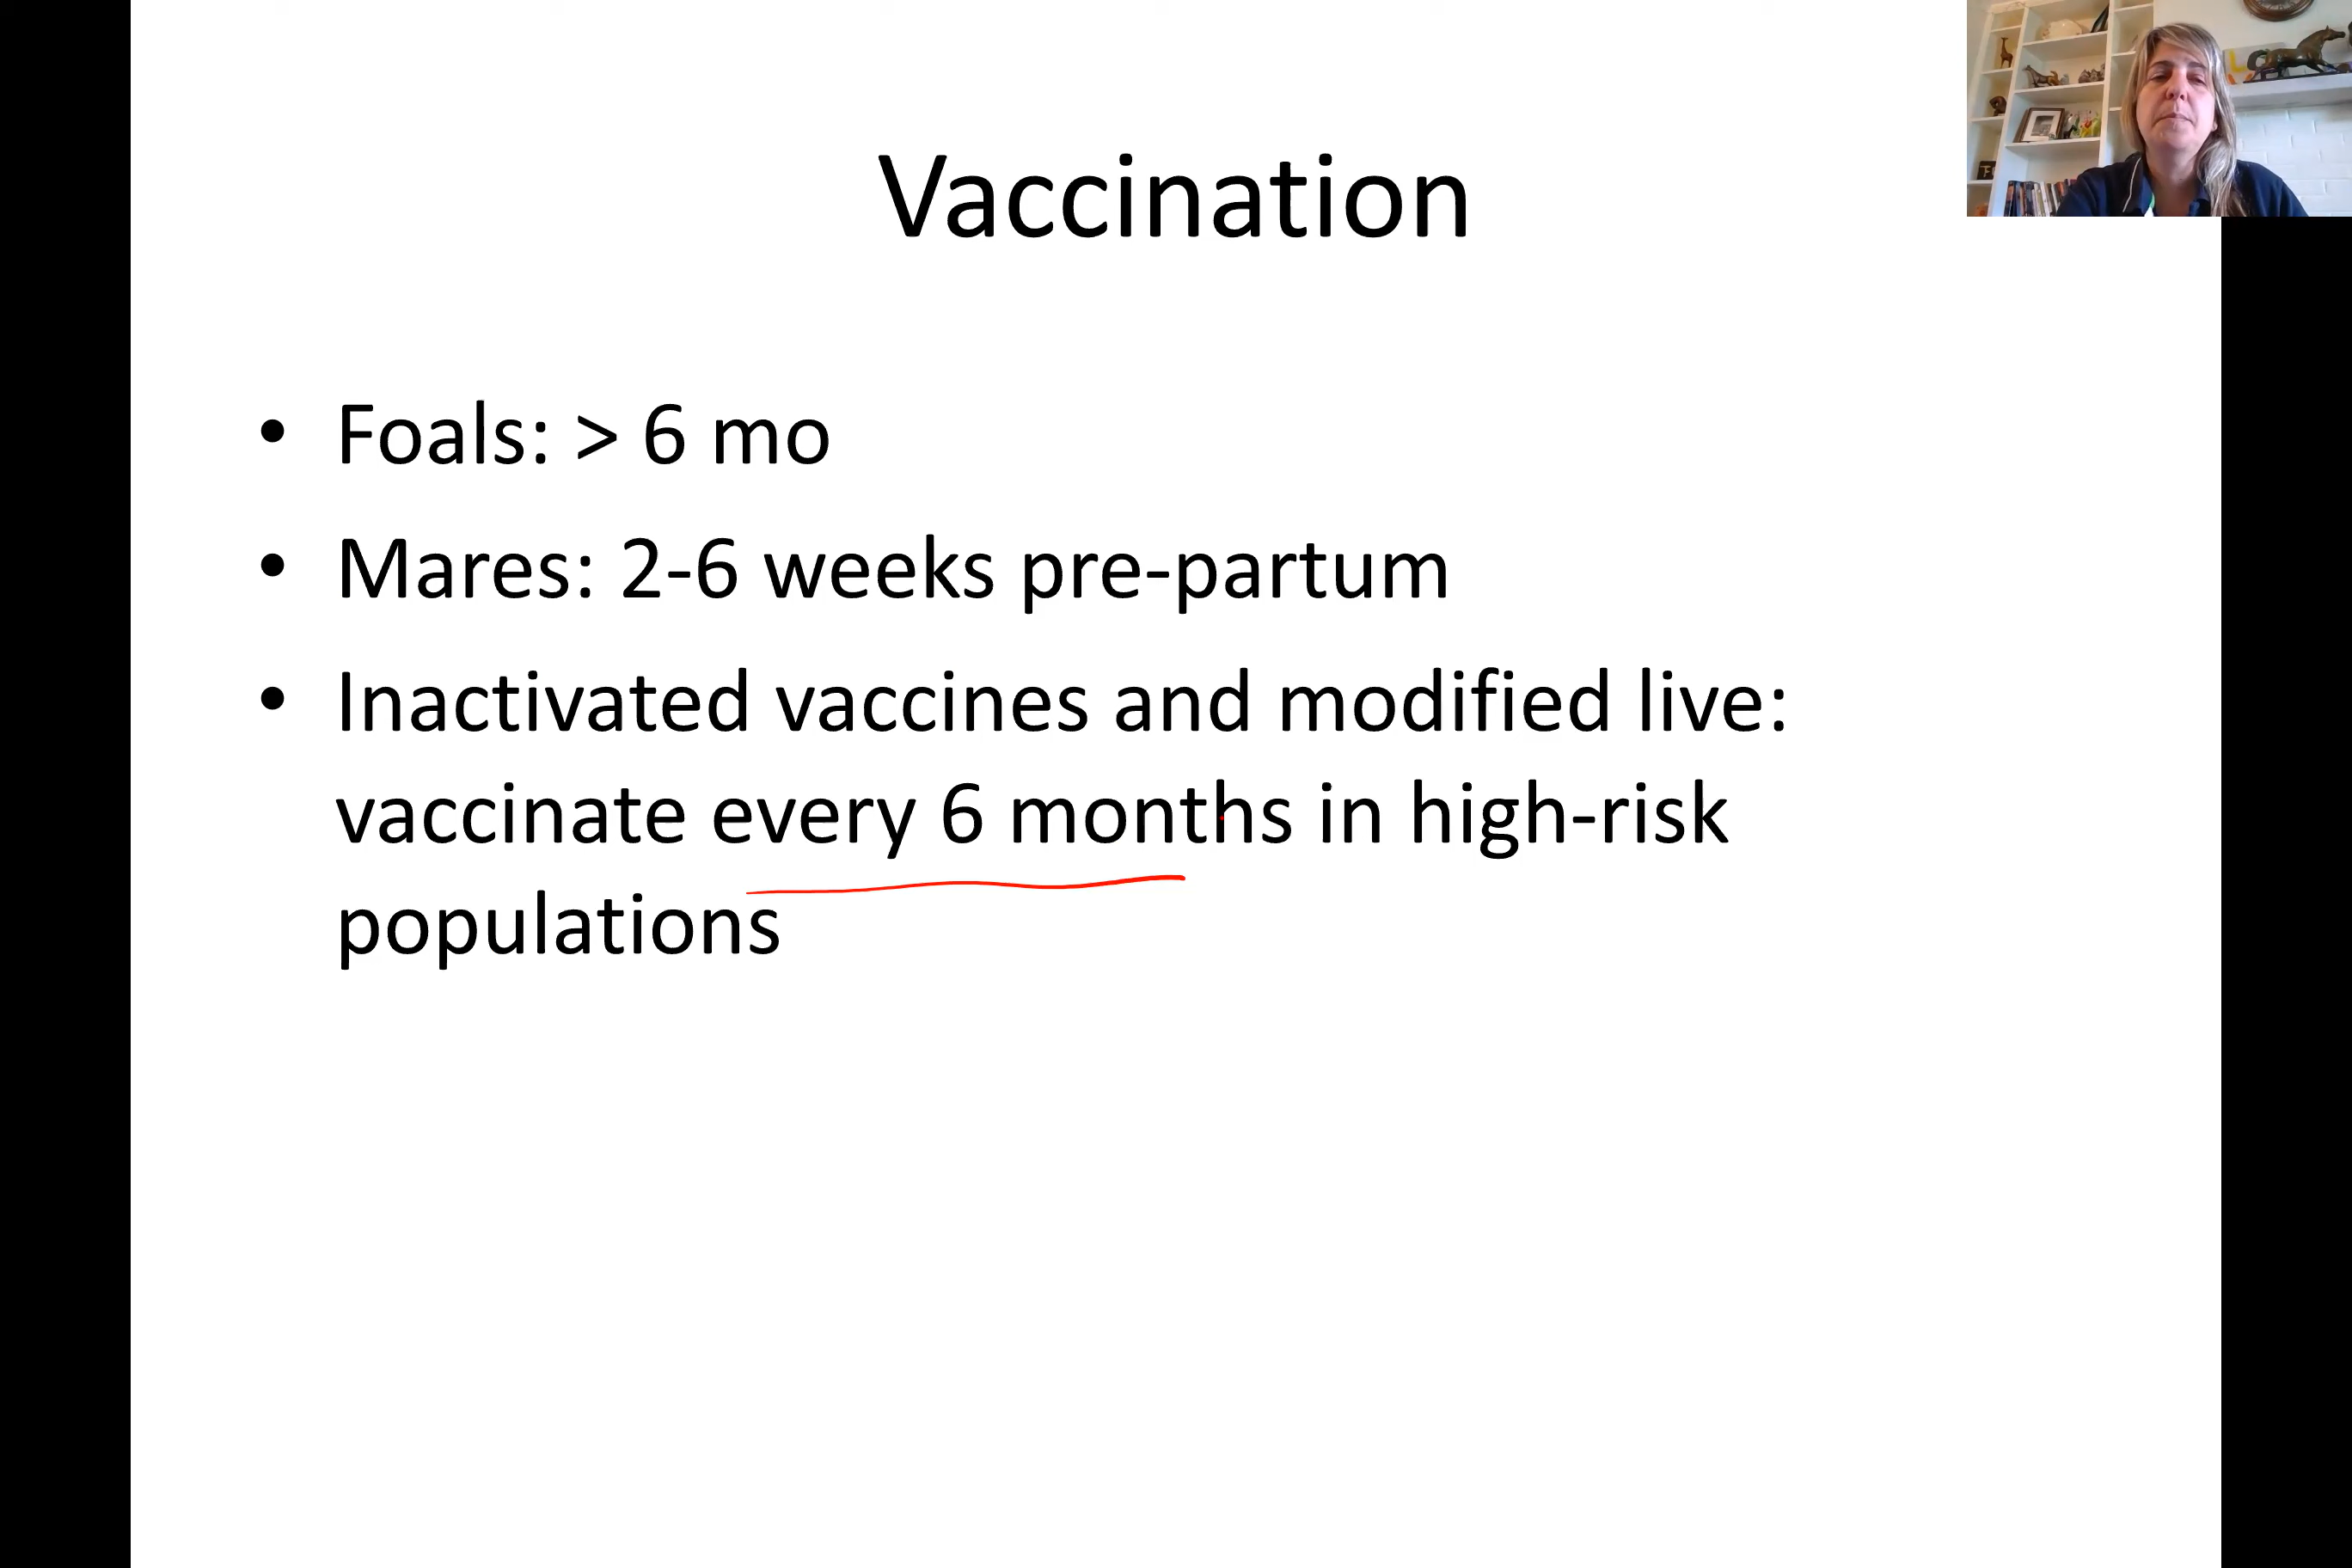 Vaccination
• Foals: > 6 mo
• Mares: 2-6 weeks pre-partum
• Inactivated vaccines and modified live:
vaccinate every 6 months in high-risk
populations